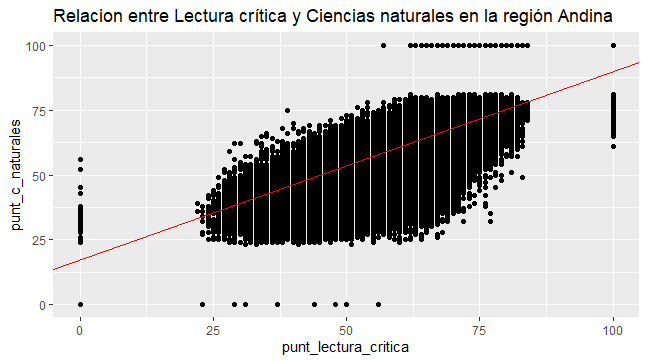 Relacion entre Lectura crítica y Ciencias naturales en la región Andina
100
75
50
25
0
punt_c_naturales
0 25 50 75 100
punt_lectura_critica